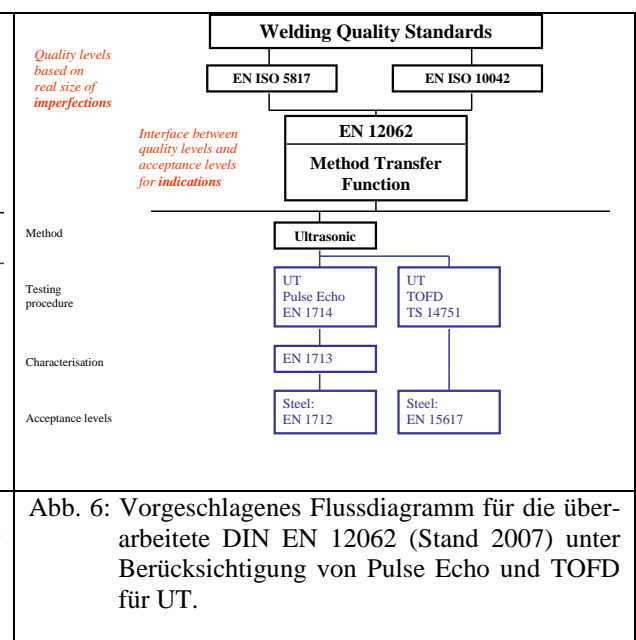 Welding Quality Standards
Quality levels
based on
real size of
imperfections
EN ISO 5817
EN ISO 10042
Interface between
quality levels and
acceptance levels
for indications
EN 12062
Method Transfer
Function
Method
Ultrasonic
Testing
procedure
UT
Pulse Echo
EN 1714
UT
TOFD
TS 14751
Characterisation
EN 1713
Acceptance levels
Steel:
EN 1712
Steel:
EN 15617
Abb. 6: Vorgeschlagenes Flussdiagramm für die über-
arbeitete DIN EN 12062 (Stand 2007) unter
Berücksichtigung von Pulse Echo und TOFD
für UT.